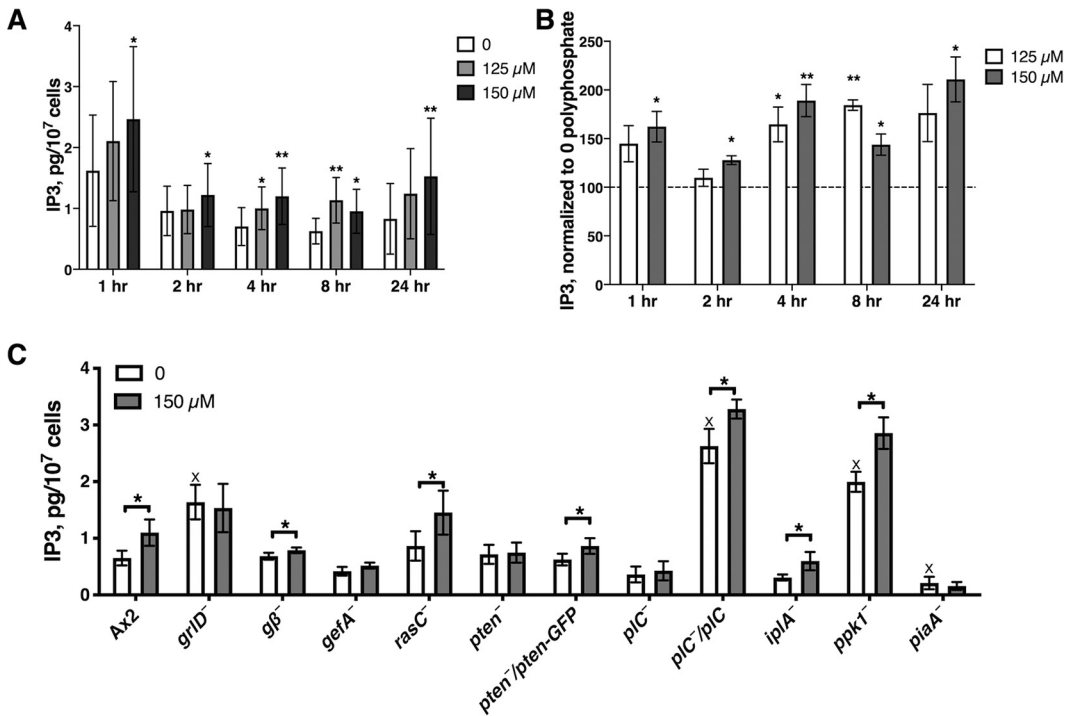 A
IP3, pg/10⁷ cells
4
3
2
1
0
0
125 µM
150 µM
*
*
*
**
**
*
**
1 hr
2 hr
4 hr
8 hr
24 hr
B
IP3, normalized to 0 polyphosphate
250
200
150
100
50
0
125 µM
150 µM
*
*
*
**
**
*
*
1 hr
2 hr
4 hr
8 hr
24 hr
C
IP3, pg/10⁷ cells
4
3
2
1
0
0
150 µM
*
x
*
*
*
x
*
*
x
*
x
Ax2
grlD⁻
gβ⁻
gefA⁻
rasC⁻
pten⁻
pten⁻/pten-GFP
plC⁻
plC⁻/plC
iplA⁻
ppk1⁻
piaA⁻